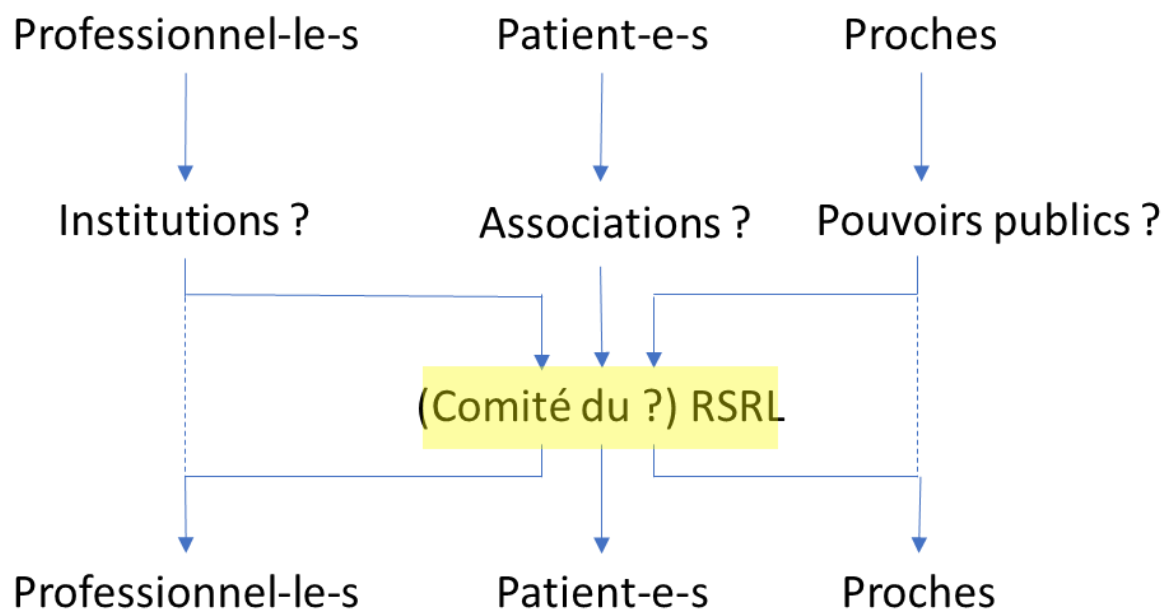 Professionnel-le-s Patient-e-s Proches
Institutions ? Associations ? Pouvoirs publics ?
(Comité du ?) RSRL
Professionnel-le-s Patient-e-s Proches